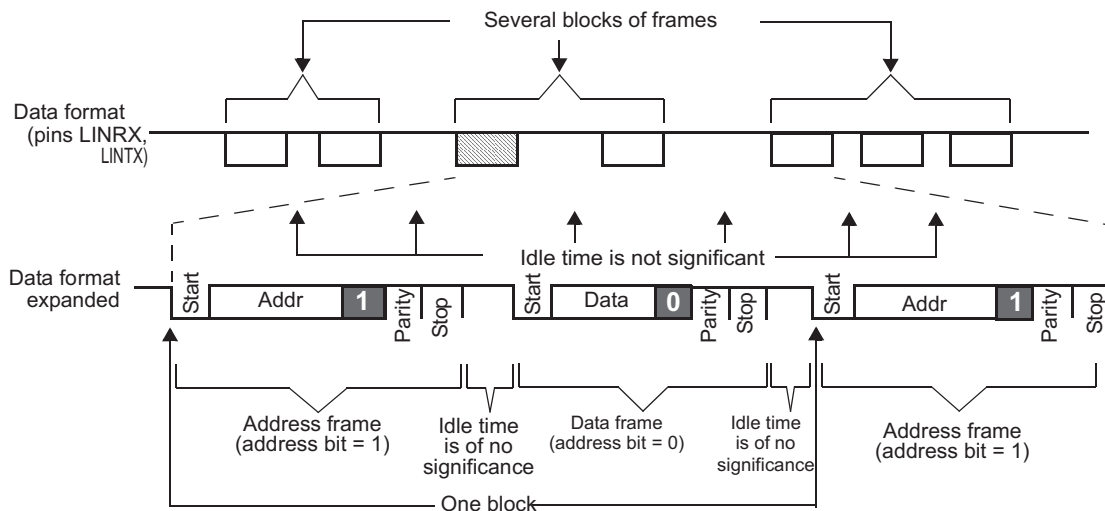 Several blocks of frames
Data format
(pins LINRX,
LINTX)
Idle time is not significant
Data format
expanded
Start
Addr
1
Parity
Stop
Start
Data
0
Parity
Stop
Start
Addr
1
Parity
Stop
Address frame
(address bit = 1)
Idle time
is of no
significance
Data frame
(address bit = 0)
Idle time
is of no
significance
Address frame
(address bit = 1)
One block